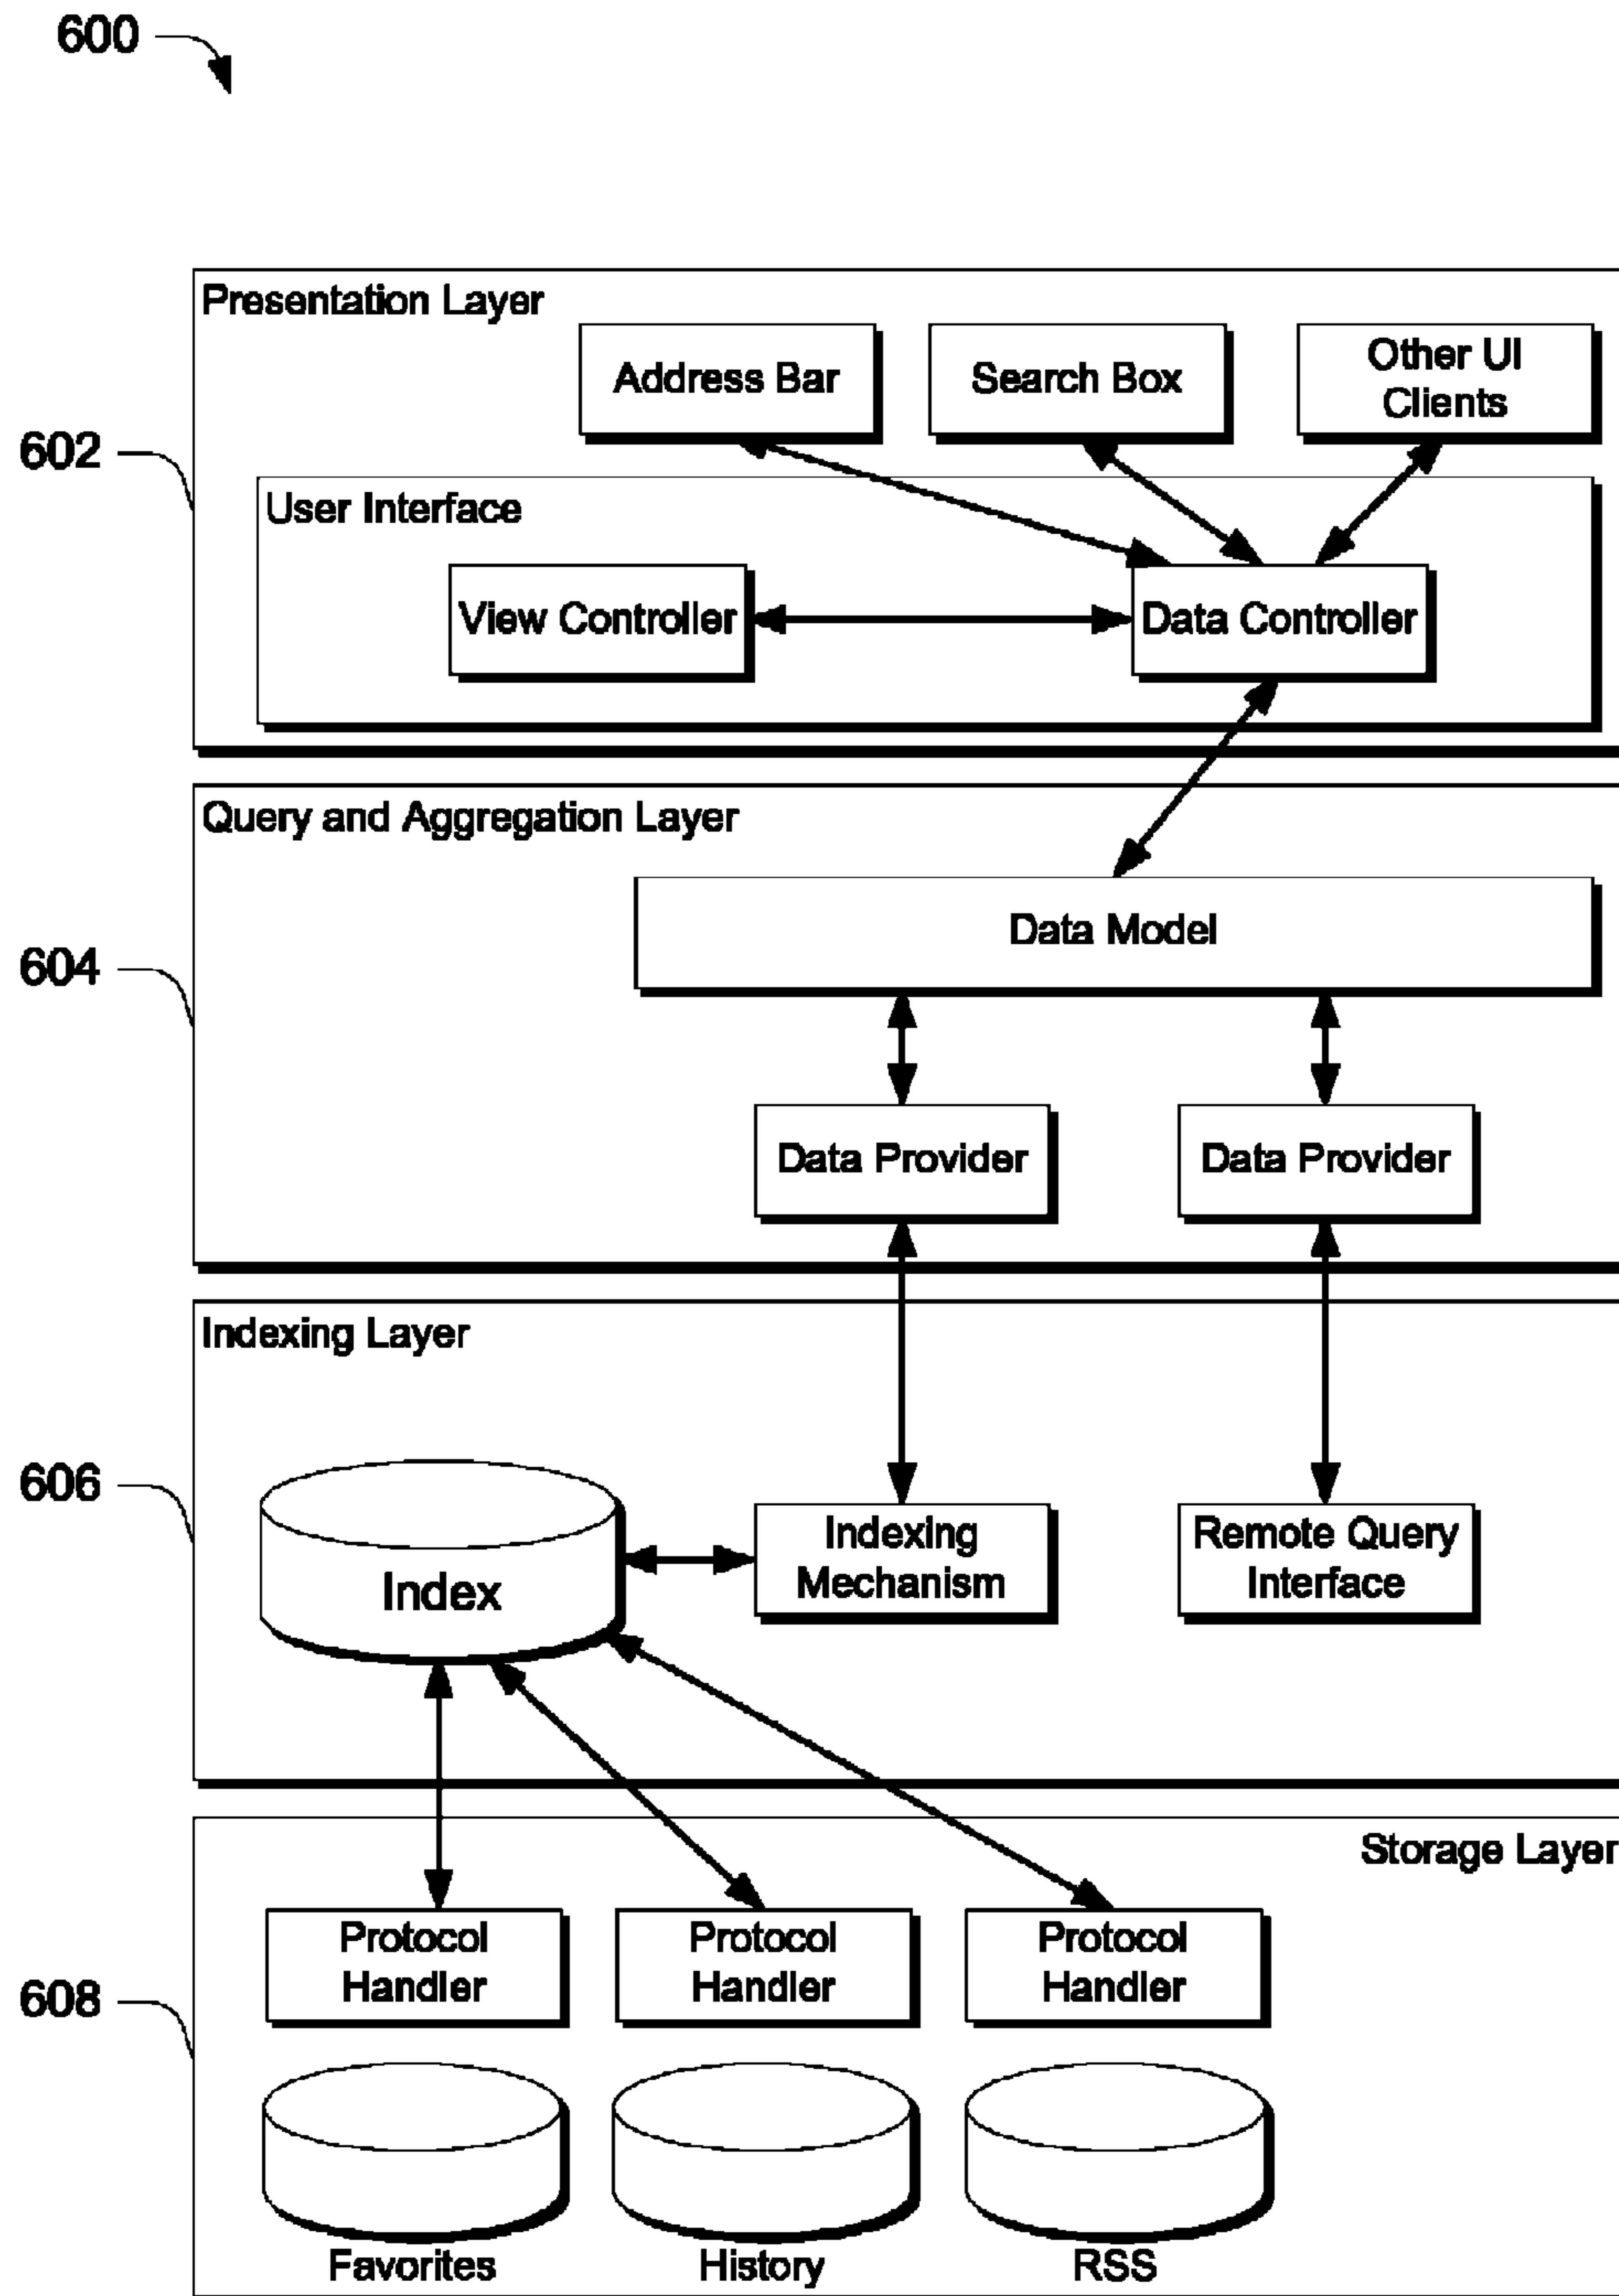 600
Presentation Layer
Address Bar
Search Box
Other UI
Clients
602
User Interface
View Controller
Data Controller
Query and Aggregation Layer
Data Model
604
Data Provider
Data Provider
Indexing Layer
606
Index
Indexing
Mechanism
Remote Query
Interface
Storage Layer
Protocol
Handler
Protocol
Handler
Protocol
Handler
608
Favorites
History
RSS